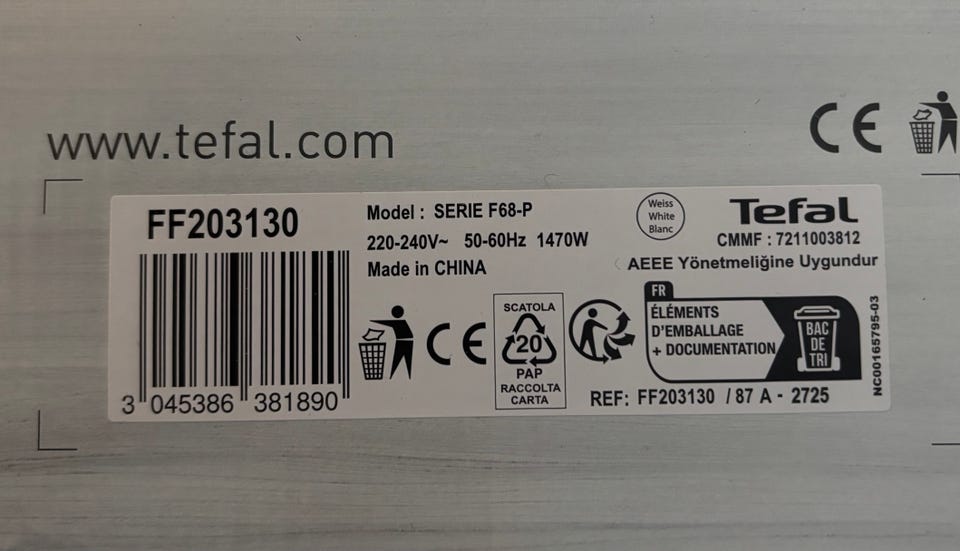 www.tefal.com
CE
FF203130
Model : SERIE F68-P
220-240V~ 50-60Hz 1470W
Made in CHINA
Weiss
White
Blanc
Tefal
CMMF : 7211003812
AEEE Yönetmeliğine Uygundur
3 045386 381890
CE
SCATOLA
20
PAP
RACCOLTA
CARTA
FR
ÉLÉMENTS
D'EMBALLAGE
+ DOCUMENTATION
BAC
DE
TRI
REF: FF203130 / 87 A - 2725
NC00165795-03